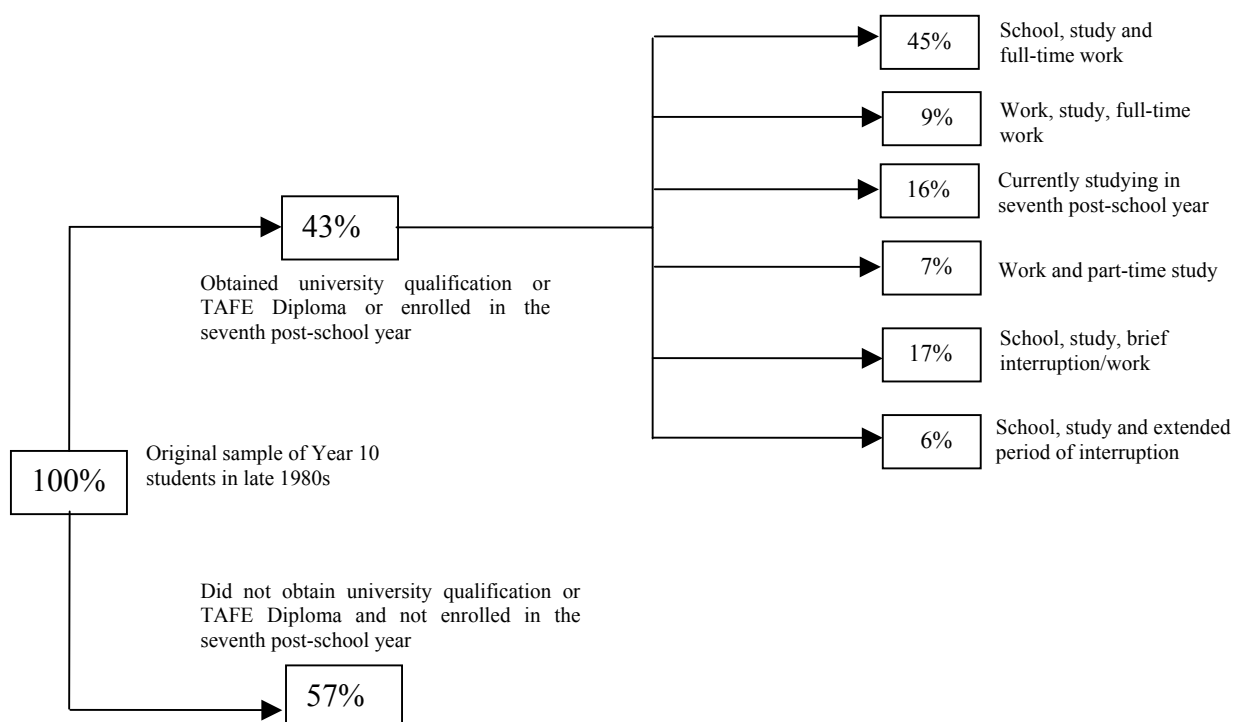 45%
School, study and
full-time work
9%
Work, study, full-time
work
16%
Currently studying in
seventh post-school year
43%
Obtained university qualification or
TAFE Diploma or enrolled in the
seventh post-school year
7%
Work and part-time study
17%
School, study, brief
interruption/work
6%
School, study and extended
period of interruption
100%
Original sample of Year 10
students in late 1980s
Did not obtain university qualification or
TAFE Diploma and not enrolled in the
seventh post-school year
57%